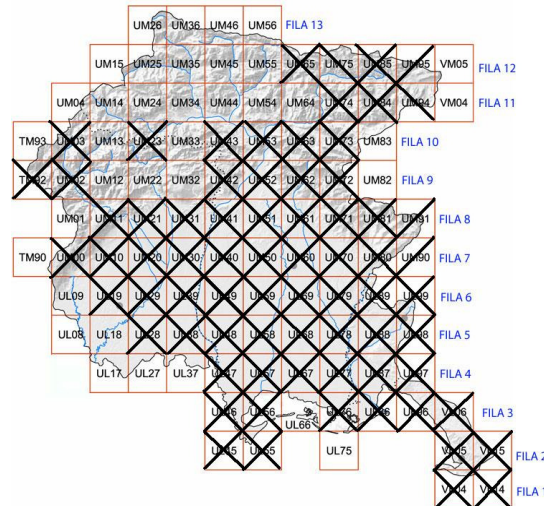 UM26 UM36 UM46 UM56 FILA 13
UM15 UM25 UM35 UM45 UM55 UM65 UM75 UM85 UM95 VM05 FILA 12
UM04 UM14 UM24 UM34 UM44 UM54 UM64 UM74 UM84 UM94 VM04 FILA 11
TM93 UM03 UM13 UM23 UM33 UM43 UM53 UM63 UM73 UM83 FILA 10
TM92 UM02 UM12 UM22 UM32 UM42 UM52 UM62 UM72 UM82 FILA 9
UM01 UM11 UM21 UM31 UM41 UM51 UM61 UM71 UM81 UM91 FILA 8
TM90 UM00 UM10 UM20 UM30 UM40 UM50 UM60 UM70 UM80 UM90 FILA 7
UL09 UL19 UL29 UL39 UL49 UL59 UL69 UL79 UL89 UL99 FILA 6
UL08 UL18 UL28 UL38 UL48 UL58 UL68 UL78 UL88 UL98 FILA 5
UL17 UL27 UL37 UL47 UL57 UL67 UL77 UL87 UL97 FILA 4
UL46 UL56 UL66 UL76 UL86 UL96 VL06 FILA 3
UL45 UL55 UL75 VL05 VL15 FILA 2
VL04 VL14 FILA 1